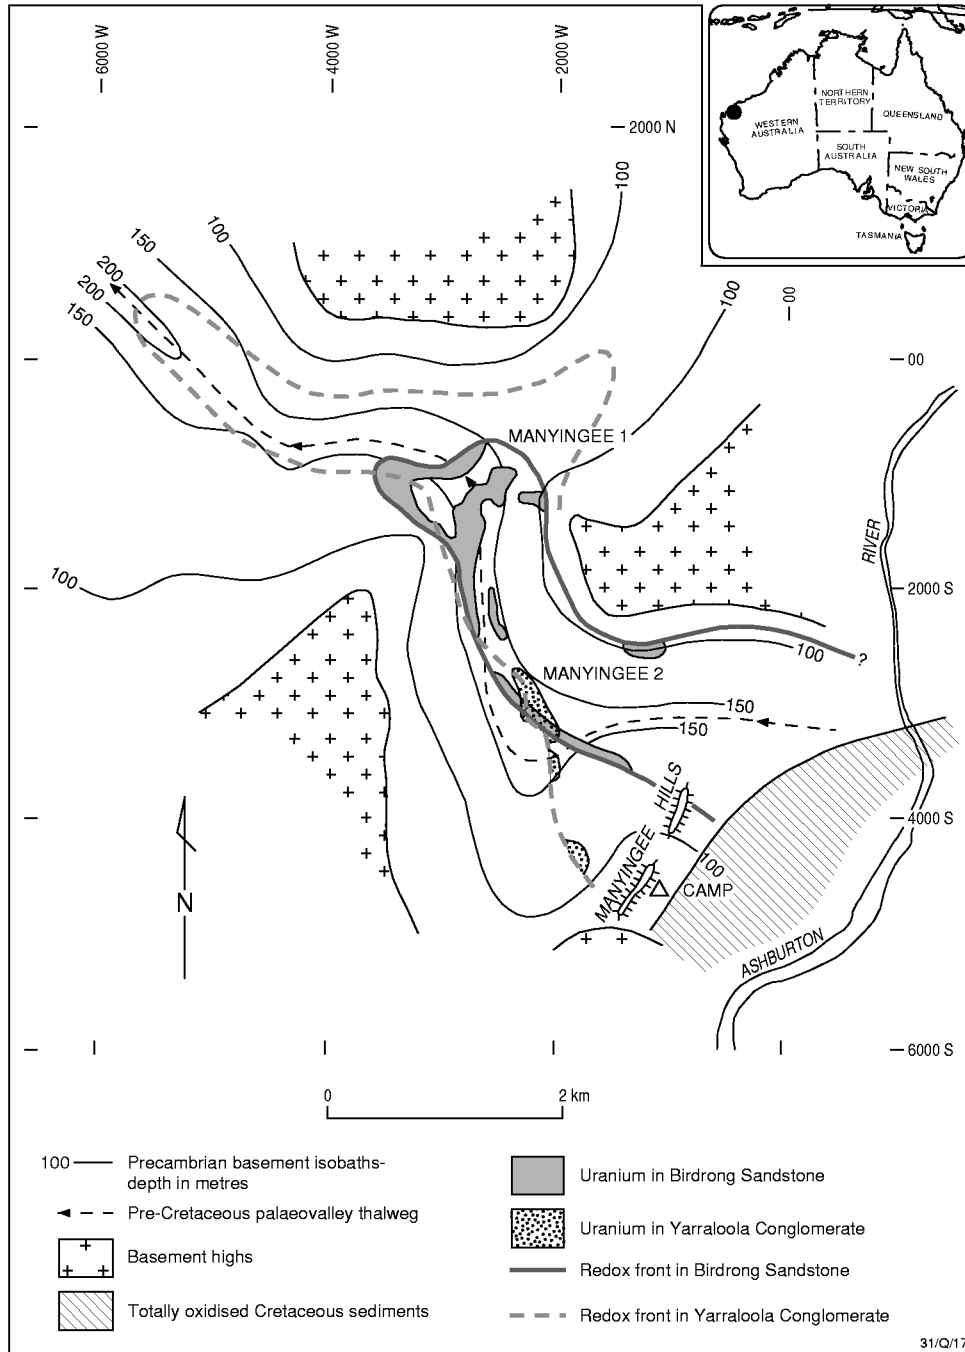 6000 W
4000 W
2000 W
2000 N
100
NORTHERN
TERRITORY
WESTERN
AUSTRALIA
QUEENSLAND
SOUTH
AUSTRALIA
NEW SOUTH
WALES
VICTORIA
TASMANIA
100
150
200
200
150
100
00
00
MANYINGEE 1
RIVER
100
2000 S
100
?
MANYINGEE 2
150
150
MANYINGEE HILLS
4000 S
100
CAMP
N
ASHBURTON
6000 S
0
2 km
100
Precambrian basement isobaths-
depth in metres
Pre-Cretaceous palaeovalley thalweg
Basement highs
Totally oxidised Cretaceous sediments
Uranium in Birdrong Sandstone
Uranium in Yarraloola Conglomerate
Redox front in Birdrong Sandstone
Redox front in Yarraloola Conglomerate
31/Q/17